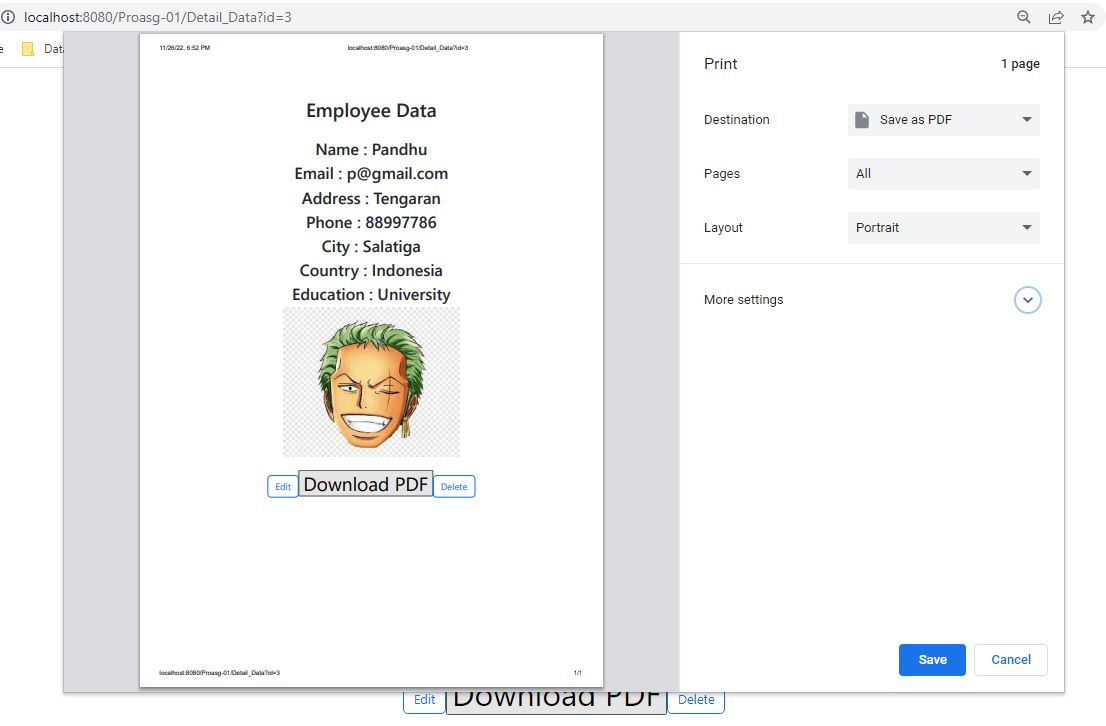 localhost:8080/Proasg-01/Detail_Data?id=3
e Dat
11/26/22, 6:52 PM localhost:8080/Proasg-01/Detail_Data?id=3
Employee Data
Name : Pandhu
Email : p@gmail.com
Address : Tengaran
Phone : 88997786
City : Salatiga
Country : Indonesia
Education : University
Edit Download PDF Delete
localhost:8080/Proasg-01/Detail_Data?id=3 1/1
Print 1 page
Destination Save as PDF
Pages All
Layout Portrait
More settings
Save Cancel
Edit Download PDF Delete